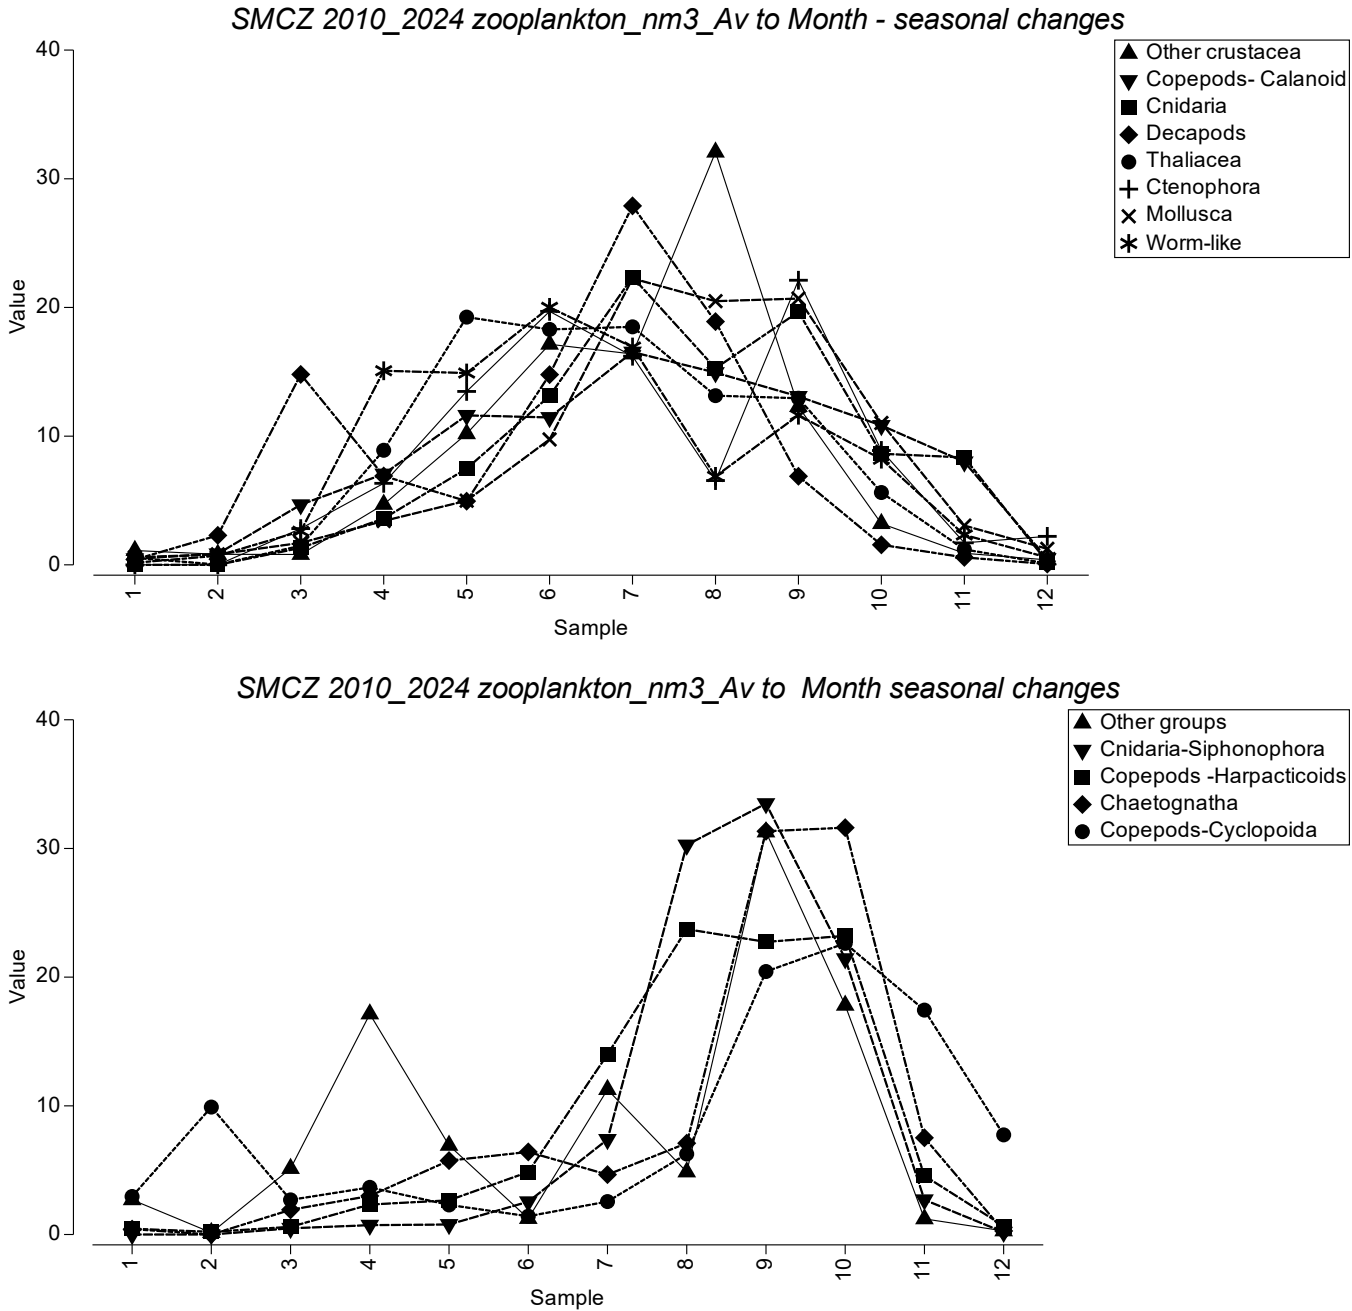 SMCZ 2010_2024 zooplankton_nm3_Av to Month - seasonal changes
40
30
20
10
0
Value
1 2 3 4 5 6 7 8 9 10 11 12
Sample
Other crustacea
Copepods- Calanoid
Cnidaria
Decapods
Thaliacea
Ctenophora
Mollusca
Worm-like
SMCZ 2010_2024 zooplankton_nm3_Av to  Month seasonal changes
40
30
20
10
0
Value
1 2 3 4 5 6 7 8 9 10 11 12
Sample
Other groups
Cnidaria-Siphonophora
Copepods -Harpacticoids
Chaetognatha
Copepods-Cyclopoida